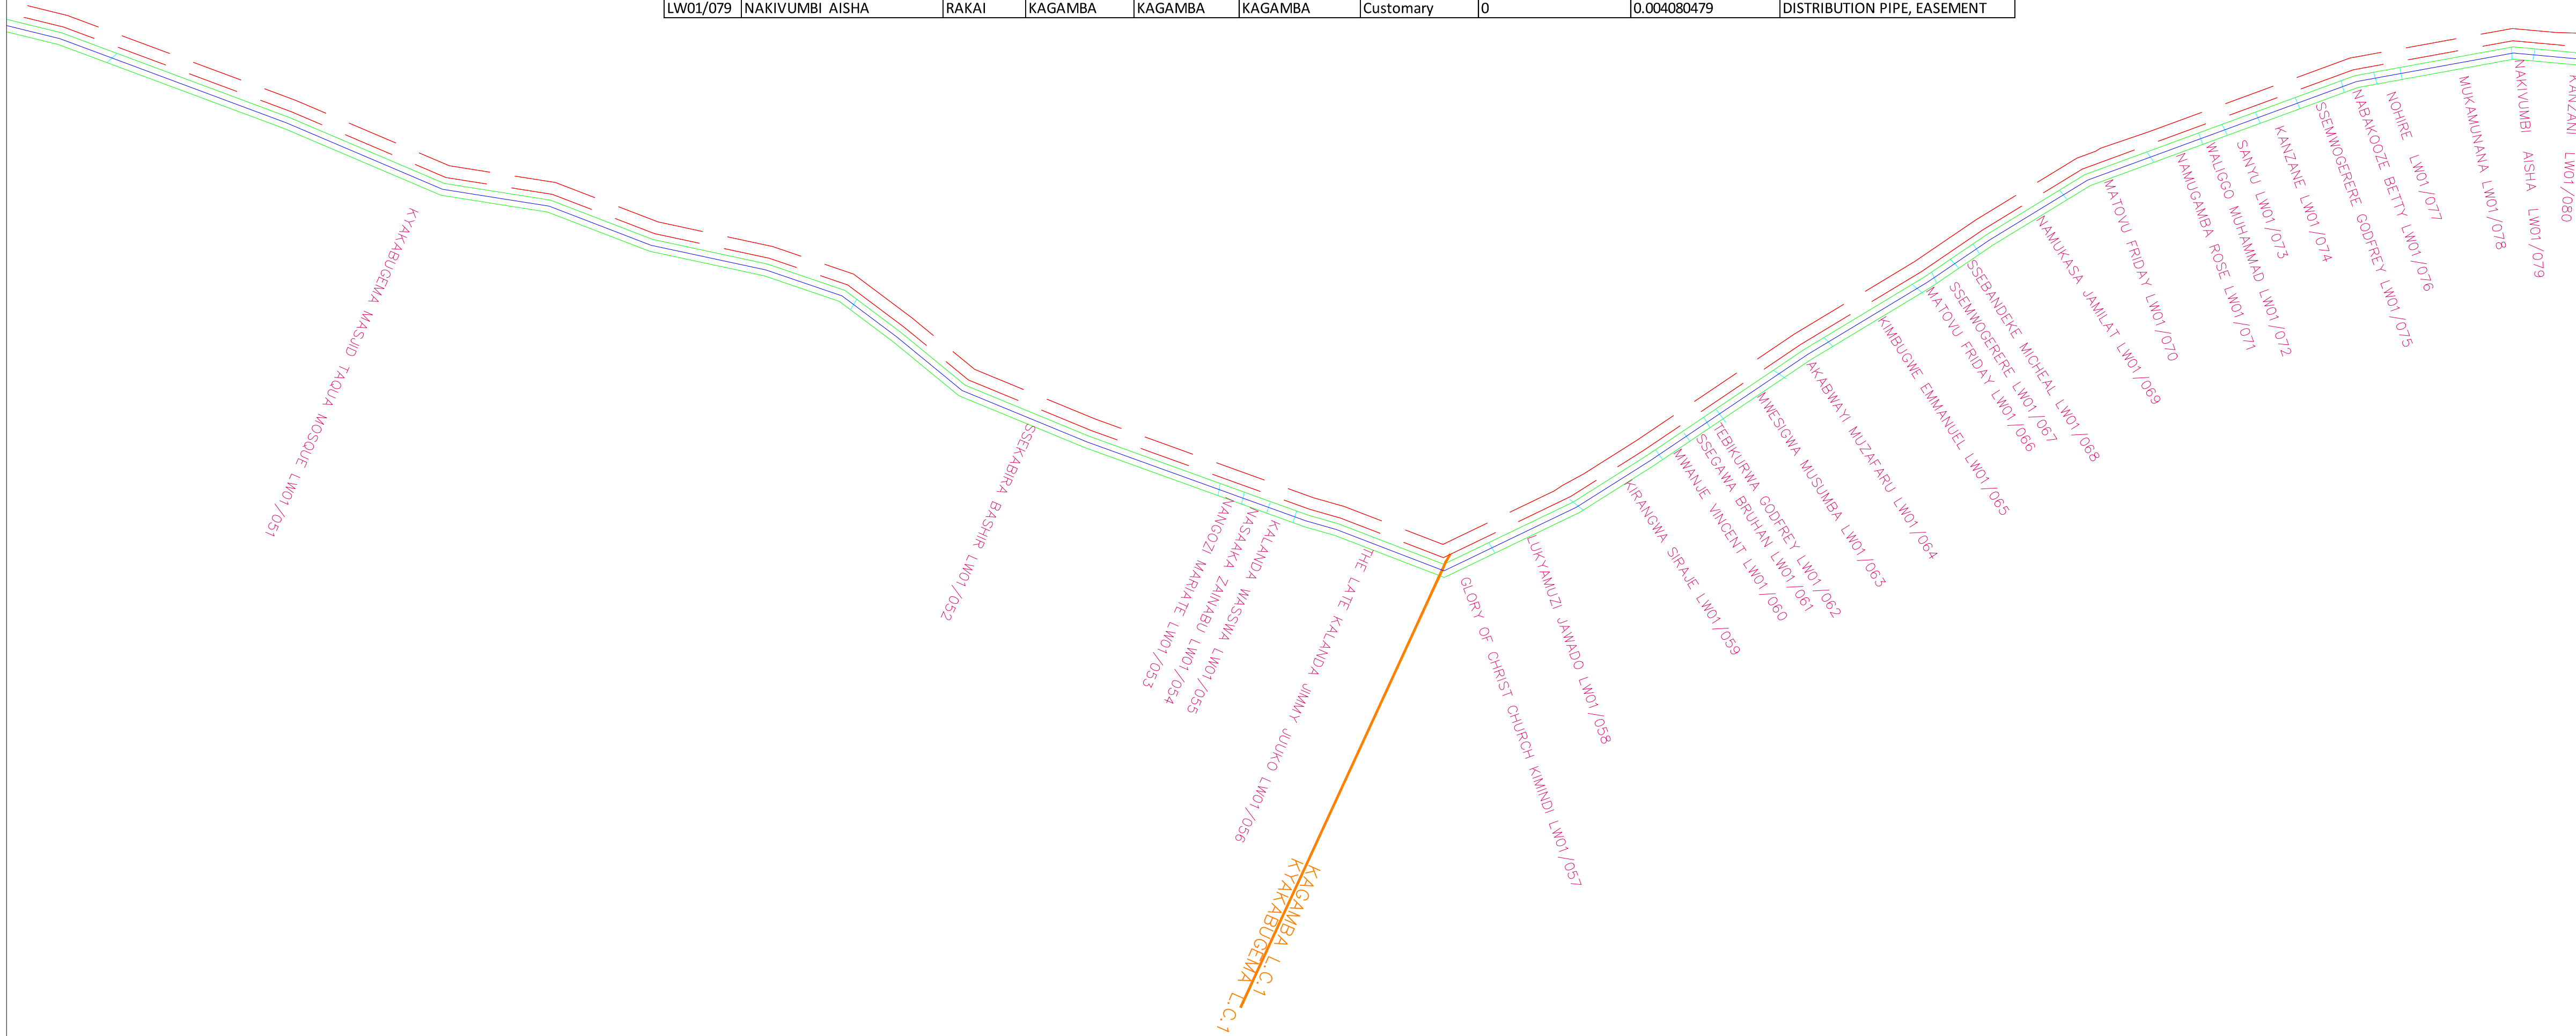 LW01/079 NAKIVUMBI AISHA RAKAI KAGAMBA KAGAMBA KAGAMBA Customary 0 0.004080479 DISTRIBUTION PIPE, EASEMENT
KYAKABUGEMA MASJID TAQUA MOSQUE LW01/051
SSEKABIRA BASHIR LW01/052
NANGOZI MARIATE LW01/053
NASAAKA ZAINABU LW01/054
KALANDA WASSWA LW01/055
THE LATE KALANDA JIMMY JUUKO LW01/056
GLORY OF CHRIST CHURCH KIMINDI LW01/057
LUKYAMUZI JAWADO LW01/058
KIRANGWA SIRAJE LW01/059
MWANJE VINCENT LW01/060
SSEGAWA BRUHAN LW01/061
TEBIKURWA GODFREY LW01/062
MWESIGWA MUSUMBA LW01/063
AKABWAYI MUZAFARU LW01/064
KIMBUGWE EMMANUEL LW01/065
MATOVU FRIDAY LW01/066
SSEMWOGERERE LW01/067
SSEBANDEKE MICHEAL LW01/068
NAMUKASA JAMILAT LW01/069
MATOVU FRIDAY LW01/070
NAMUGAMBA ROSE LW01/071
WALIGGO MUHAMMAD LW01/072
SANYU LW01/073
KANZANE LW01/074
SSEMWOGERERE GODFREY LW01/075
NABAKOOZE BETTY LW01/076
NOHIRE LW01/077
MUKAMUNANA LW01/078
NAKIVUMBI AISHA LW01/079
KANZANI LW01/080
KAGAMBA L.C.1
KYAKABUGEMA L.C.1